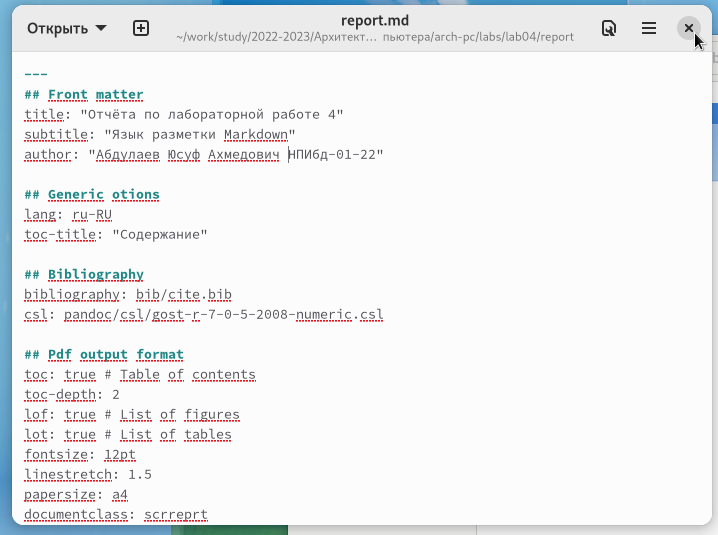 Открыть
report.md
~/work/study/2022-2023/Архитект… пьютера/arch-pc/labs/lab04/report
---
## Front matter
title: "Отчёта по лабораторной работе 4"
subtitle: "Язык разметки Markdown"
author: "Абдулаев Юсуф Ахмедович НПИбд-01-22"
## Generic otions
lang: ru-RU
toc-title: "Содержание"
## Bibliography
bibliography: bib/cite.bib
csl: pandoc/csl/gost-r-7-0-5-2008-numeric.csl
## Pdf output format
toc: true # Table of contents
toc-depth: 2
lof: true # List of figures
lot: true # List of tables
fontsize: 12pt
linestretch: 1.5
papersize: a4
documentclass: scrreprt